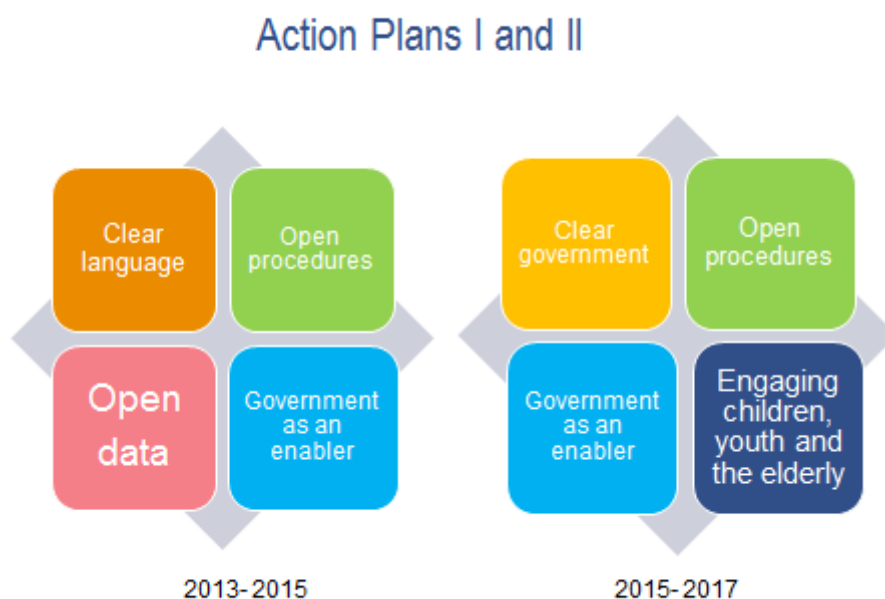 Action Plans I and II
Clear
language
Open
procedures
Open
data
Government
as an
enabler
2013-2015
Clear
government
Open
procedures
Government
as an
enabler
Engaging
children,
youth and
the elderly
2015-2017